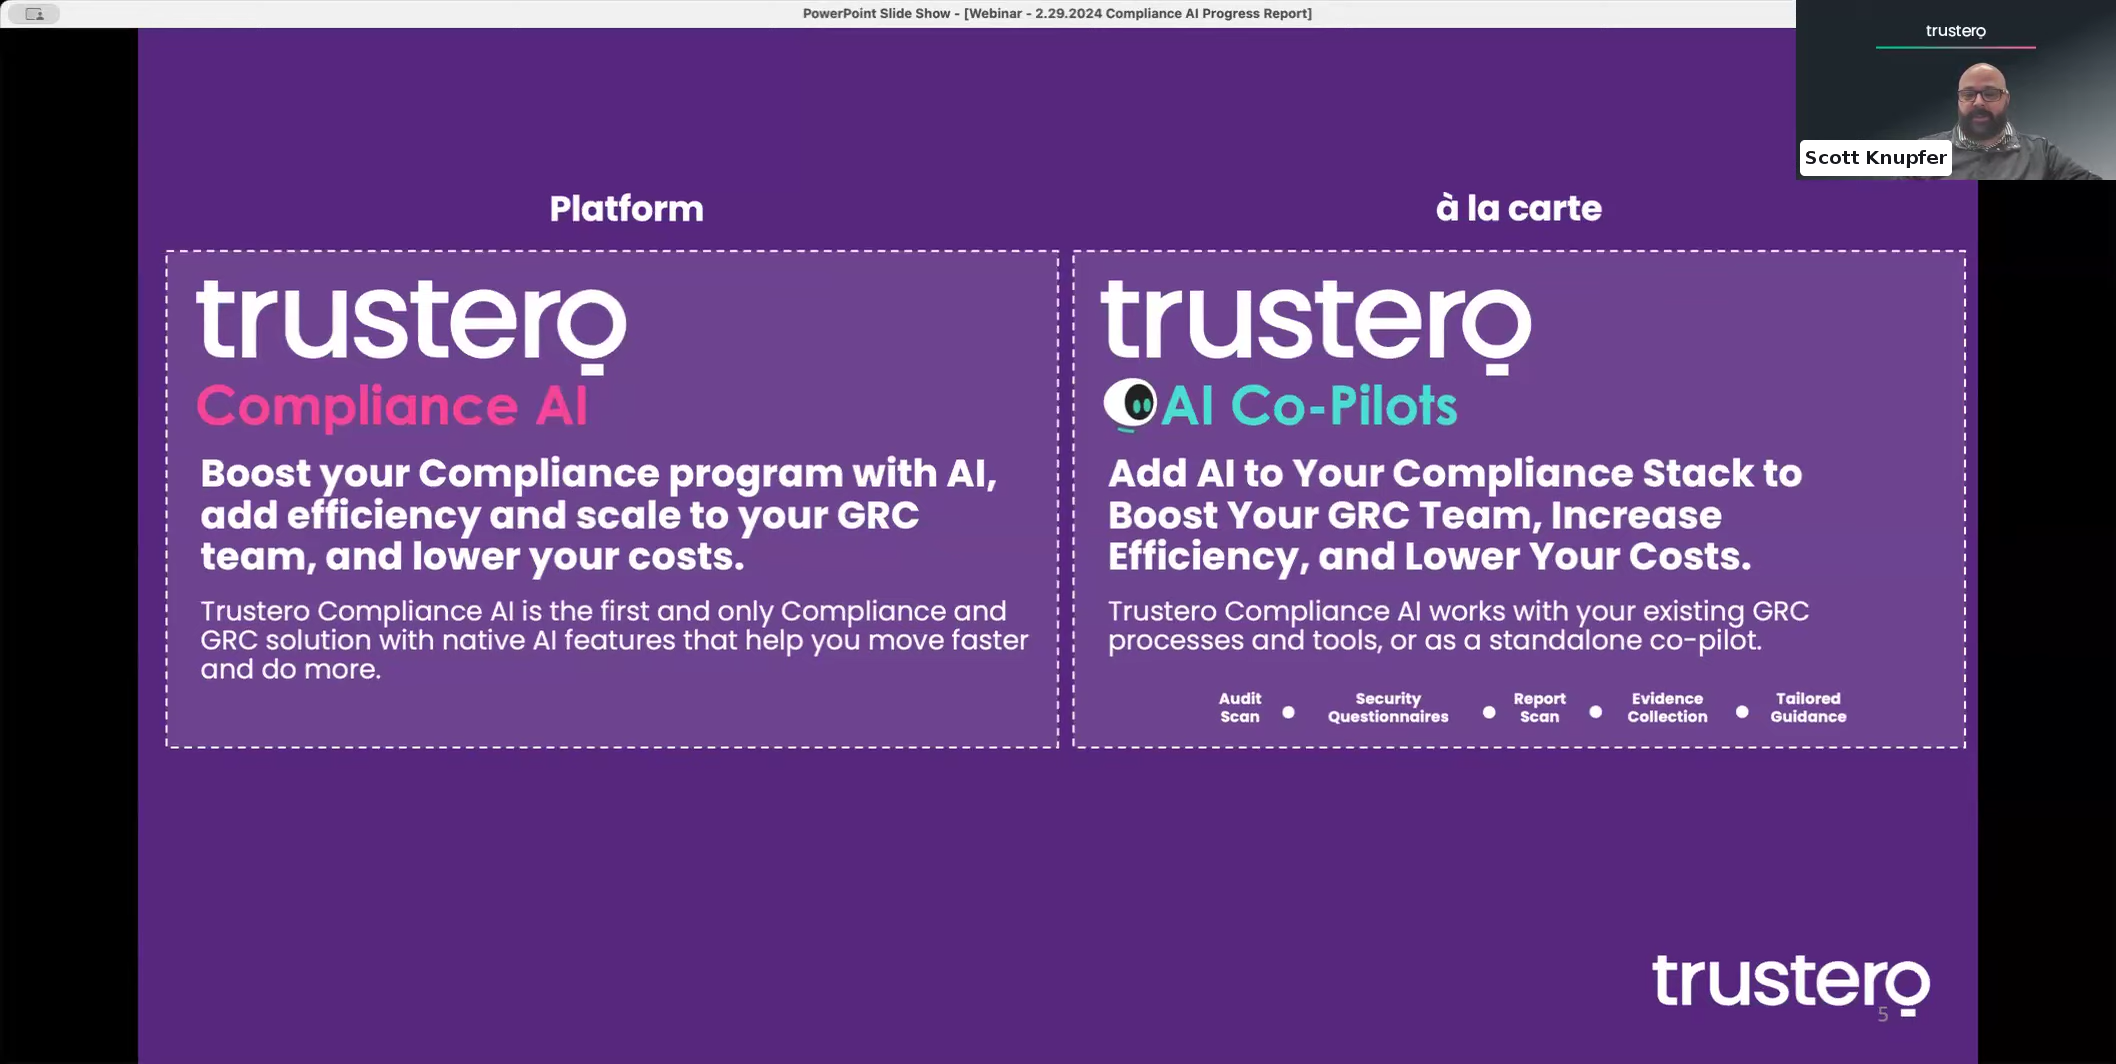 PowerPoint Slide Show - [Webinar - 2.29.2024 Compliance AI Progress Report]
trustero
Scott Knupfer
Platform
trustero
Compliance AI
Boost your Compliance program with AI,
add efficiency and scale to your GRC
team, and lower your costs.
Trustero Compliance AI is the first and only Compliance and
GRC solution with native AI features that help you move faster
and do more.
à la carte
trustero
AI Co-Pilots
Add AI to Your Compliance Stack to
Boost Your GRC Team, Increase
Efficiency, and Lower Your Costs.
Trustero Compliance AI works with your existing GRC
processes and tools, or as a standalone co-pilot.
Audit
Scan
Security
Questionnaires
Report
Scan
Evidence
Collection
Tailored
Guidance
trustero
5